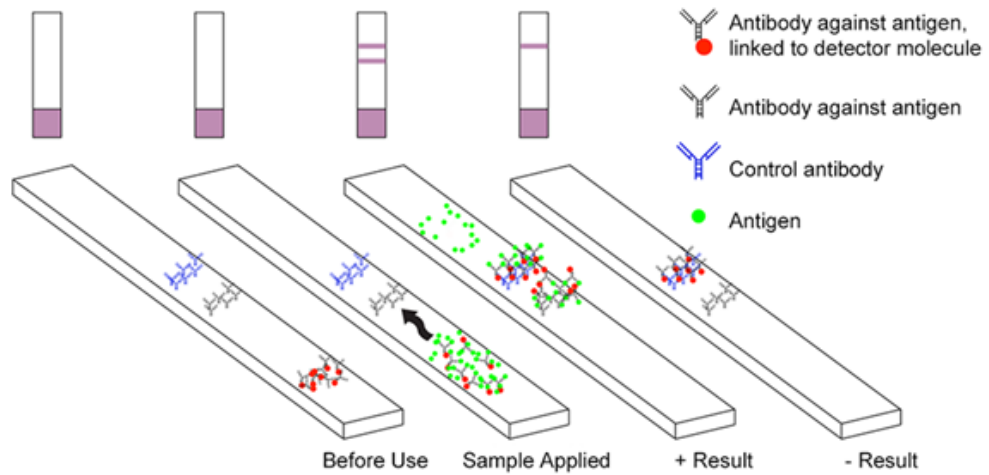 Antibody against antigen,
linked to detector molecule
Antibody against antigen
Control antibody
Antigen
Before Use
Sample Applied
+ Result
- Result